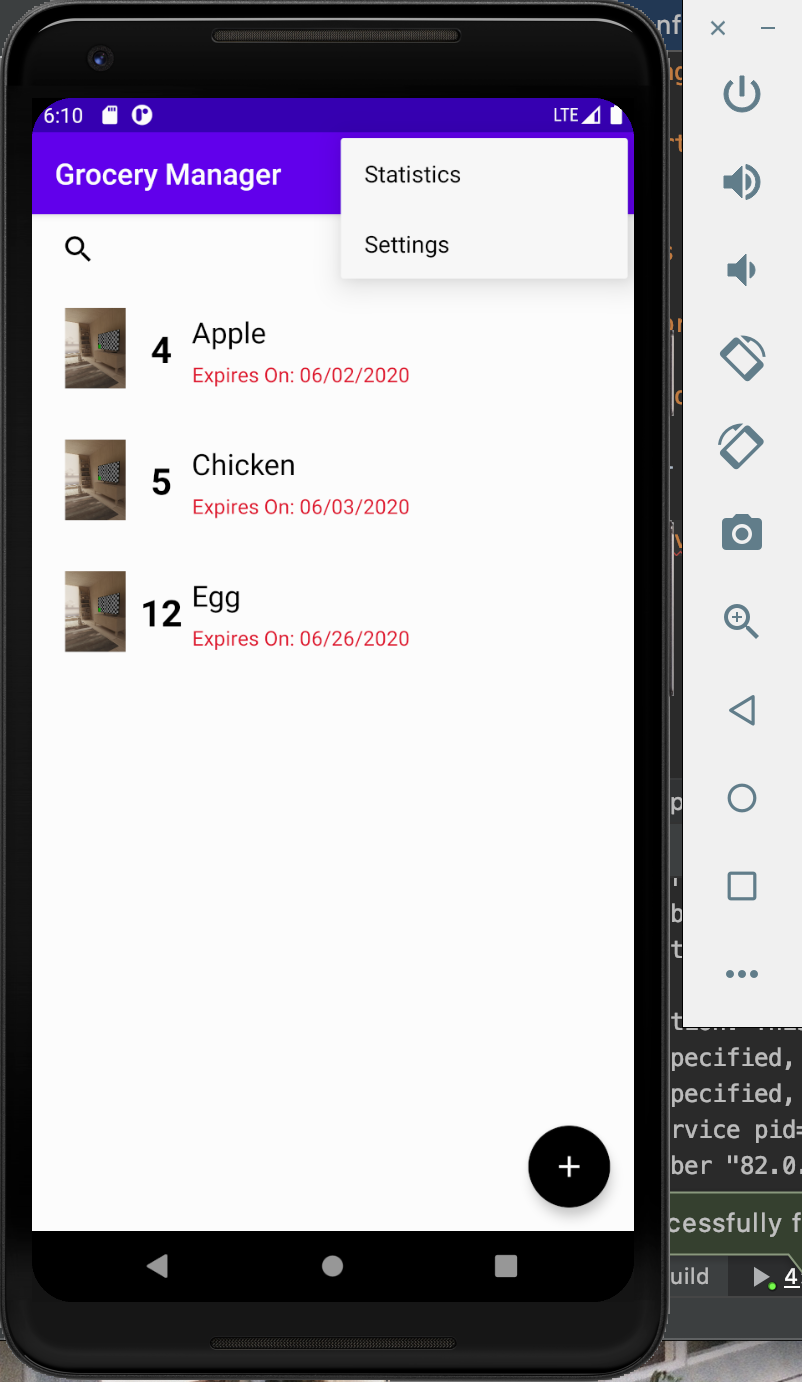 6:10
LTE
Grocery Manager
Statistics
Settings
4
Apple
Expires On: 06/02/2020
5
Chicken
Expires On: 06/03/2020
12
Egg
Expires On: 06/26/2020
pecified,
pecified,
rvice pid=
ber "82.0.
cessfully f
uild
4